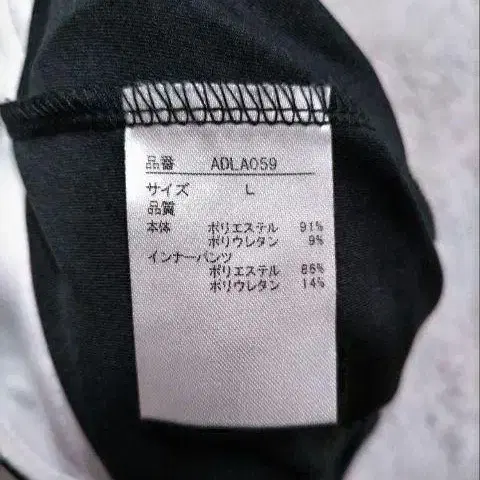 品番 ADLA059
サイズ L
品質
本体 ポリエステル 91%
ポリウレタン 9%
インナーパンツ
ポリエステル 86%
ポリウレタン 14%